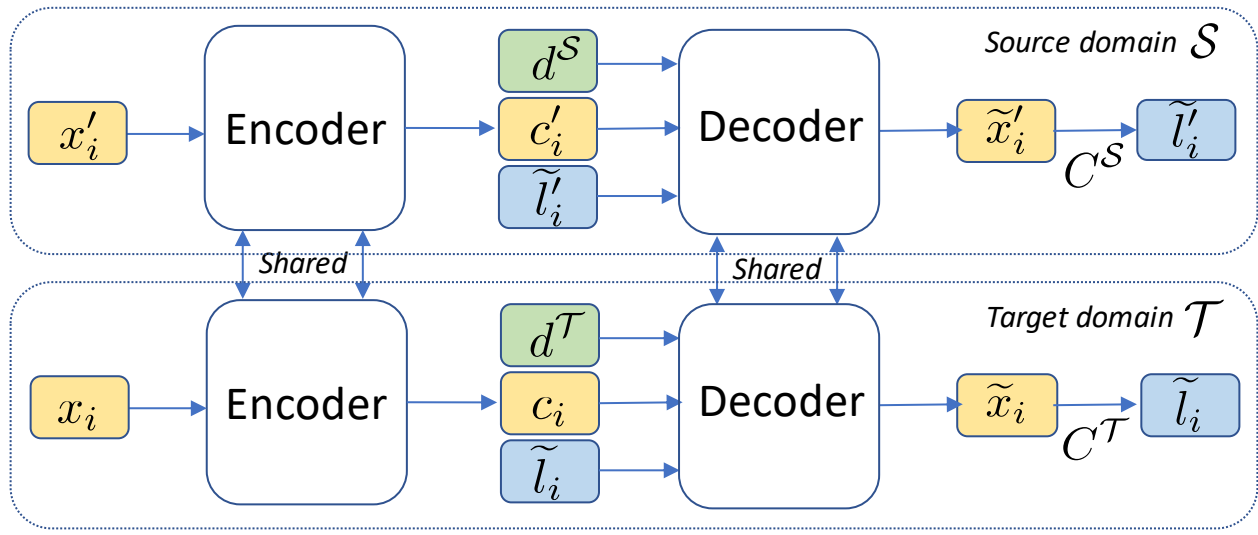 Source domain 𝒮
x′ᵢ
Encoder
d^𝒮
c′ᵢ
l̃′ᵢ
Decoder
x̃′ᵢ
C^𝒮
l̃′ᵢ
Shared
Shared
Target domain 𝒯
xᵢ
Encoder
d^𝒯
cᵢ
l̃ᵢ
Decoder
x̃ᵢ
C^𝒯
l̃ᵢ